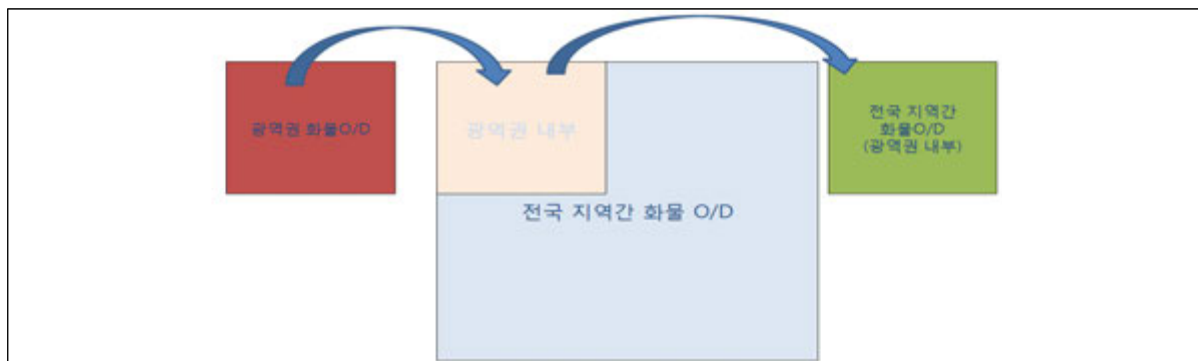 광역권 화물O/D
광역권 내부
전국 지역간 화물 O/D
전국 지역간
화물O/D
(광역권 내부)